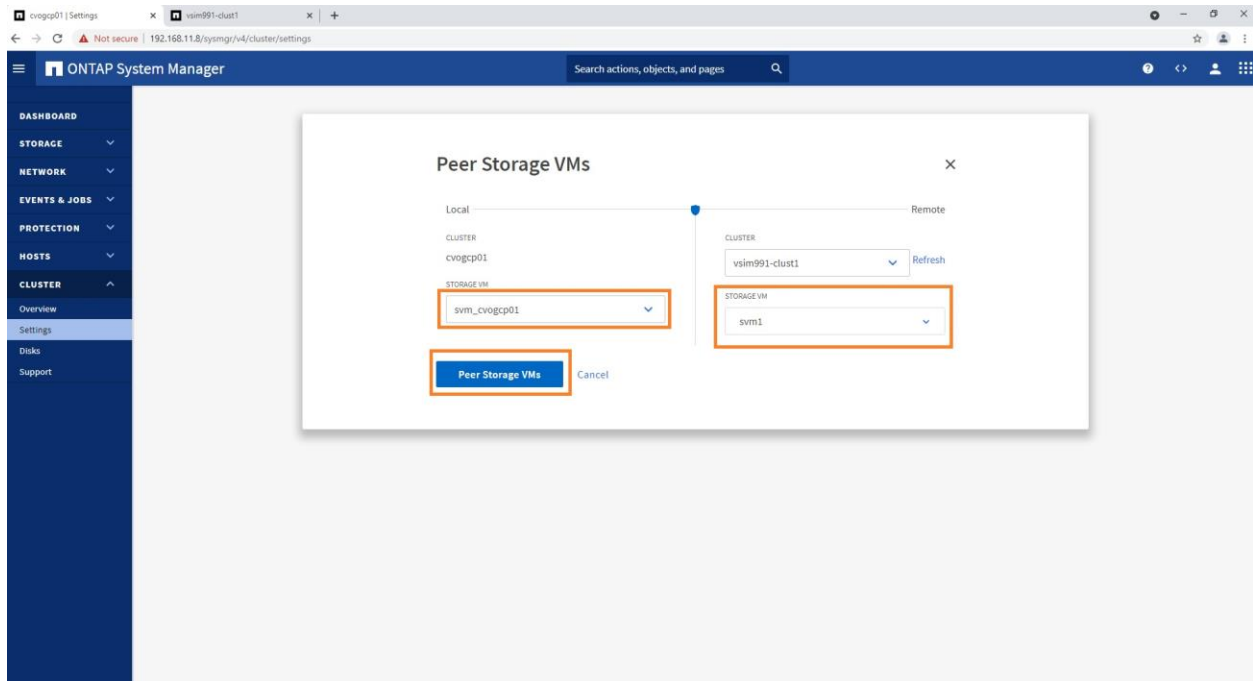 cvogcp01 | Settings
vsim991-clust1
Not secure | 192.168.11.8/sysmgr/v4/cluster/settings
ONTAP System Manager
Search actions, objects, and pages
DASHBOARD
STORAGE
NETWORK
EVENTS & JOBS
PROTECTION
HOSTS
CLUSTER
Overview
Settings
Disks
Support
Peer Storage VMs
Local
Remote
CLUSTER
cvogcp01
STORAGE VM
svm_cvogcp01
CLUSTER
vsim991-clust1
Refresh
STORAGE VM
svm1
Peer Storage VMs
Cancel